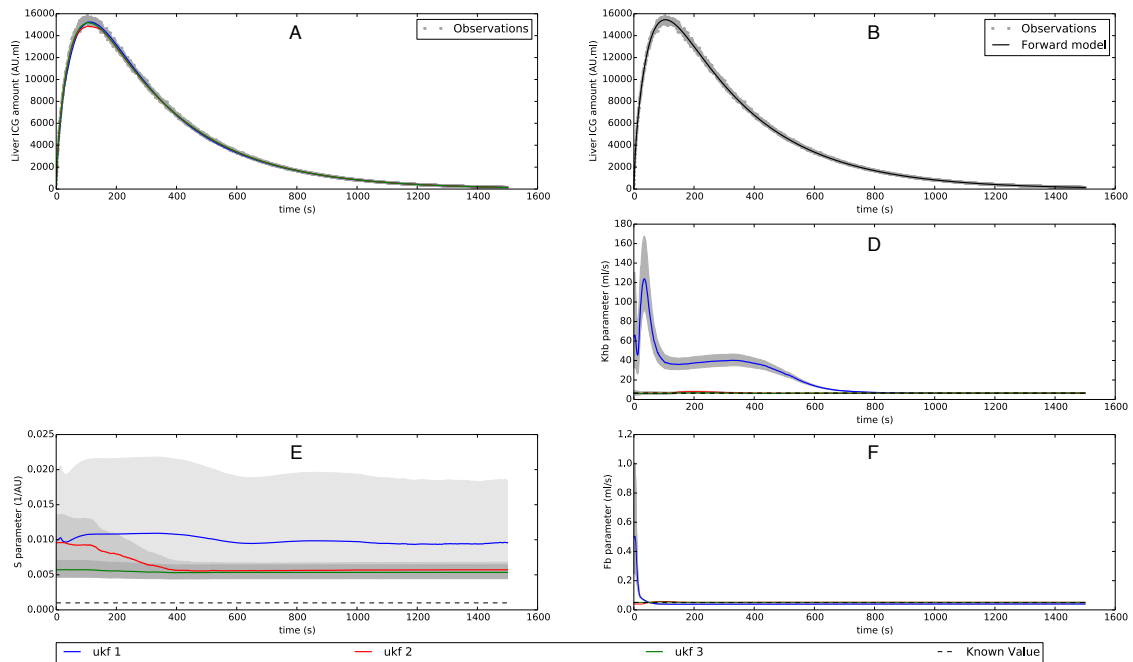 A
Observations
Liver ICG amount (AU.ml)
16000
14000
12000
10000
8000
6000
4000
2000
0
0 200 400 600 800 1000 1200 1400 1600
time (s)
B
Observations
Forward model
Liver ICG amount (AU.ml)
16000
14000
12000
10000
8000
6000
4000
2000
0
0 200 400 600 800 1000 1200 1400 1600
time (s)
D
Khb parameter (ml/s)
180
160
140
120
100
80
60
40
20
0
0 200 400 600 800 1000 1200 1400 1600
time (s)
E
S parameter (1/AU)
0,025
0,020
0,015
0,010
0,005
0,000
0 200 400 600 800 1000 1200 1400 1600
time (s)
F
Fb parameter (ml/s)
1,2
1,0
0,8
0,6
0,4
0,2
0,0
0 200 400 600 800 1000 1200 1400 1600
time (s)
ukf 1 ukf 2 ukf 3 Known Value